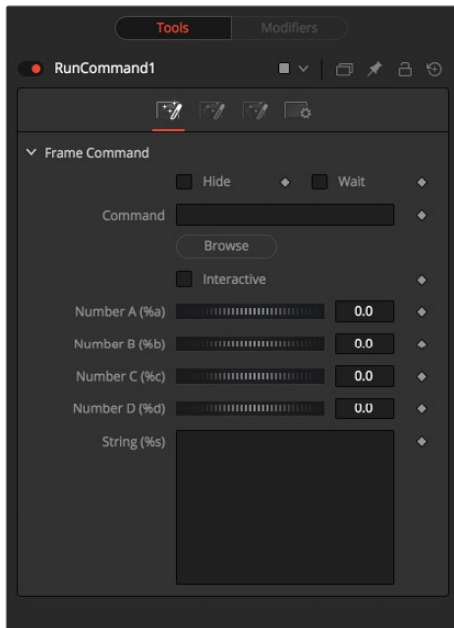 Tools Modifiers
RunCommand1
Frame Command
Hide Wait
Command
Browse
Interactive
Number A (%a) 0.0
Number B (%b) 0.0
Number C (%c) 0.0
Number D (%d) 0.0
String (%s)